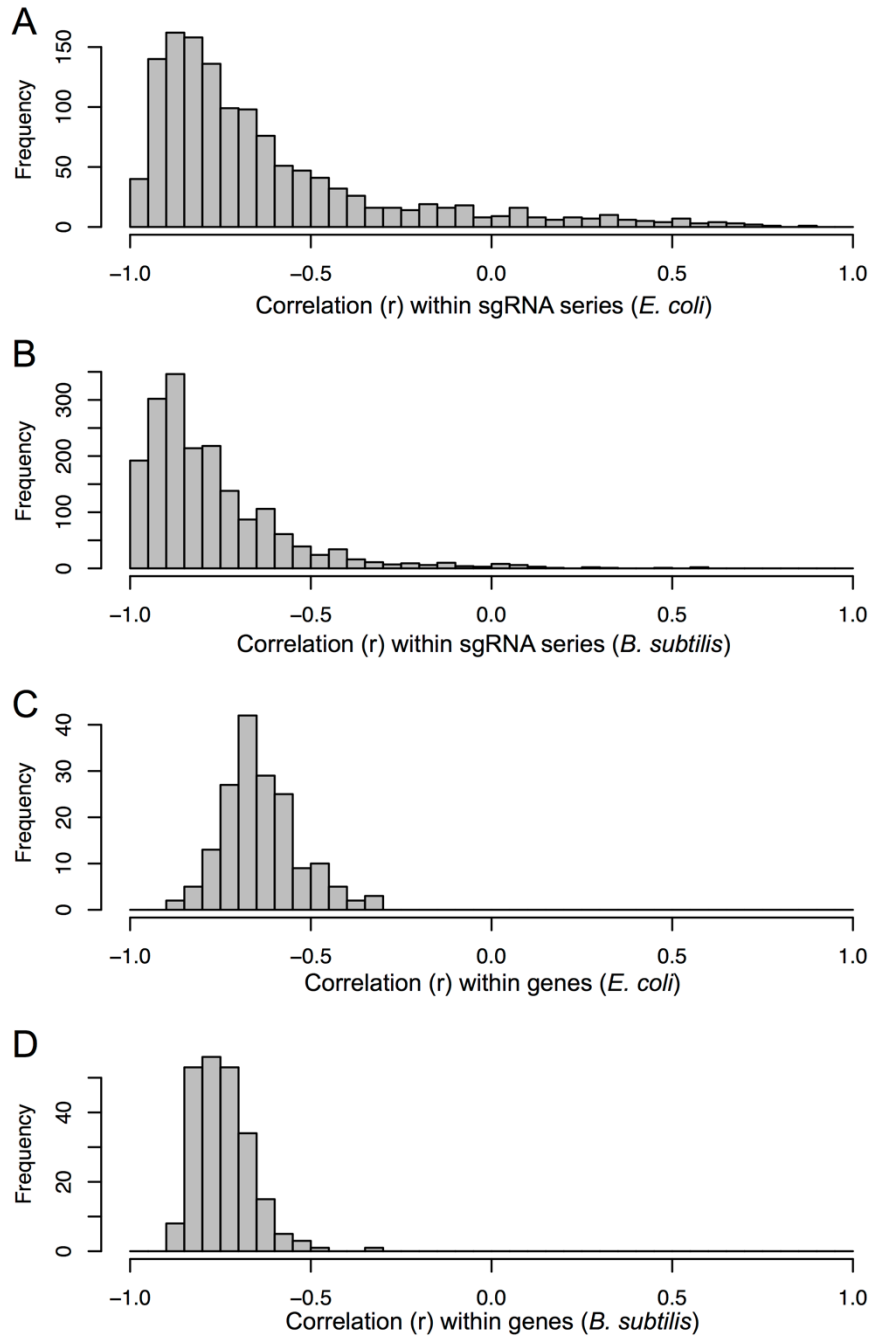 A
Frequency
150
100
50
0
−1.0 −0.5 0.0 0.5 1.0
Correlation (r) within sgRNA series (E. coli)
B
Frequency
300
200
100
0
−1.0 −0.5 0.0 0.5 1.0
Correlation (r) within sgRNA series (B. subtilis)
C
Frequency
40
30
20
10
0
−1.0 −0.5 0.0 0.5 1.0
Correlation (r) within genes (E. coli)
D
Frequency
40
20
0
−1.0 −0.5 0.0 0.5 1.0
Correlation (r) within genes (B. subtilis)